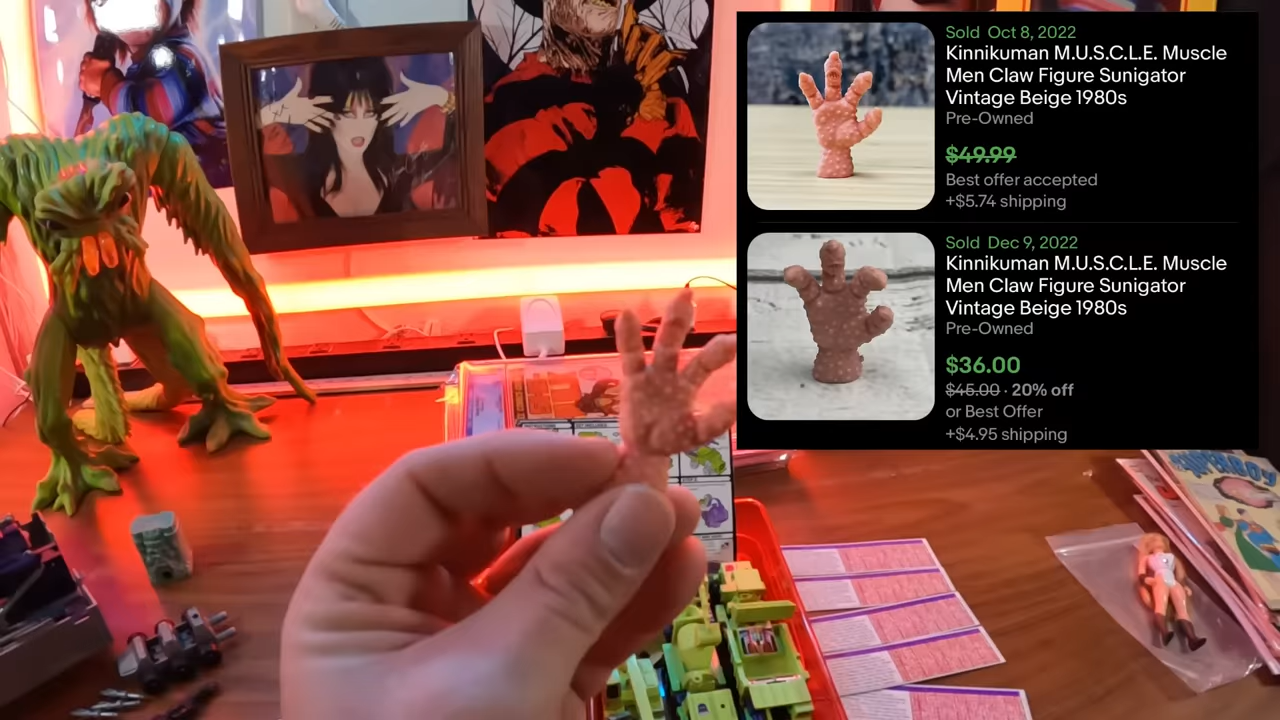 Sold Oct 8, 2022
Kinnikuman M.U.S.C.L.E. Muscle
Men Claw Figure Sunigator
Vintage Beige 1980s
Pre-Owned
$49.99
Best offer accepted
+$5.74 shipping
Sold Dec 9, 2022
Kinnikuman M.U.S.C.L.E. Muscle
Men Claw Figure Sunigator
Vintage Beige 1980s
Pre-Owned
$36.00
$45.00 · 20% off
or Best Offer
+$4.95 shipping